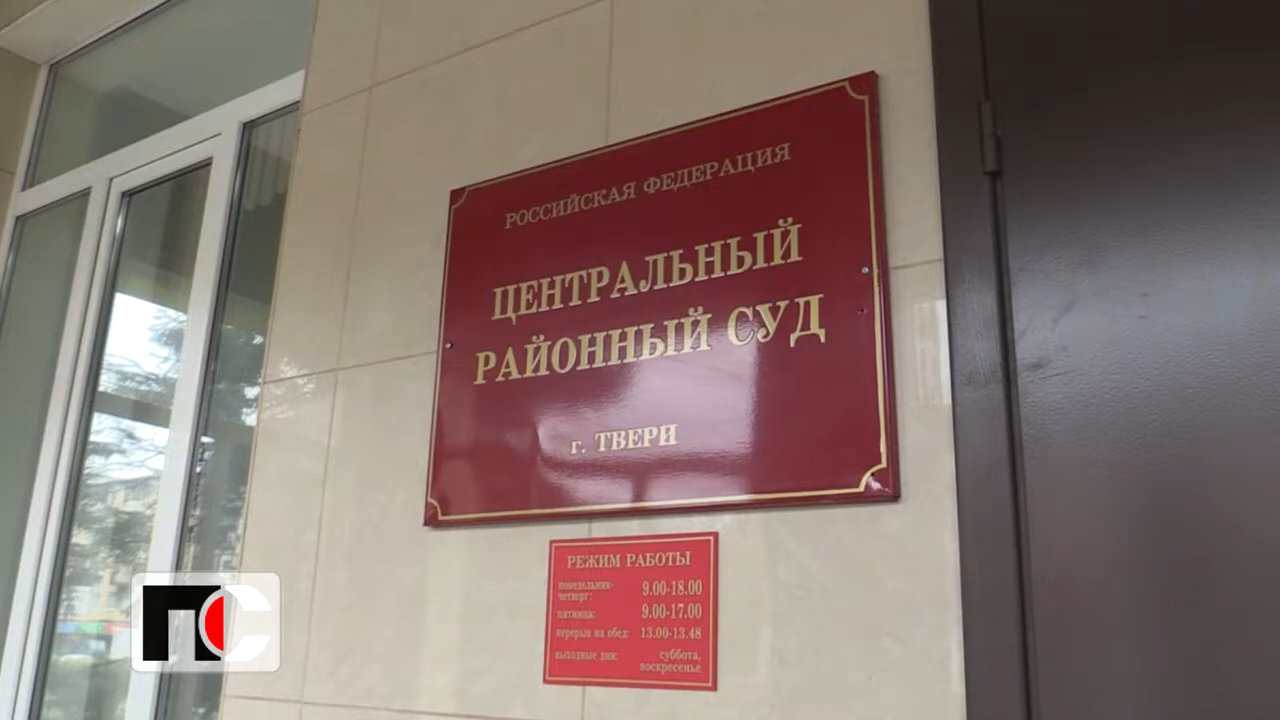 РОССИЙСКАЯ ФЕДЕРАЦИЯ
ЦЕНТРАЛЬНЫЙ
РАЙОННЫЙ СУД
г. ТВЕРИ
РЕЖИМ РАБОТЫ
понедельник-
четверг: 9.00-18.00
пятница: 9.00-17.00
перерыв на обед: 13.00-13.48
выходные дни: суббота,
воскресенье
ПС